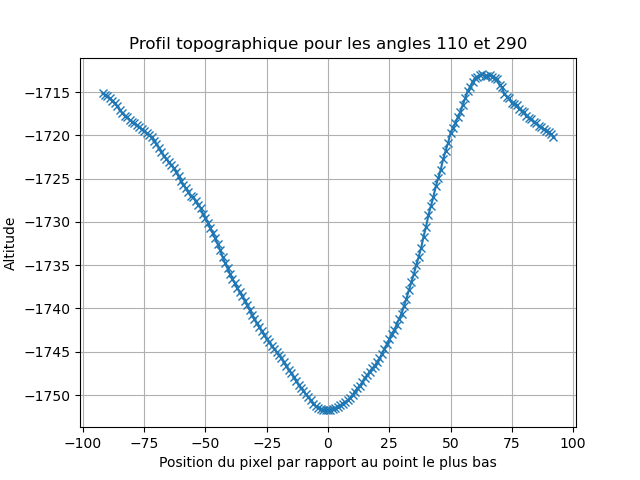 Profil topographique pour les angles 110 et 290
Altitude
−1715
−1720
−1725
−1730
−1735
−1740
−1745
−1750
−100 −75 −50 −25 0 25 50 75 100
Position du pixel par rapport au point le plus bas